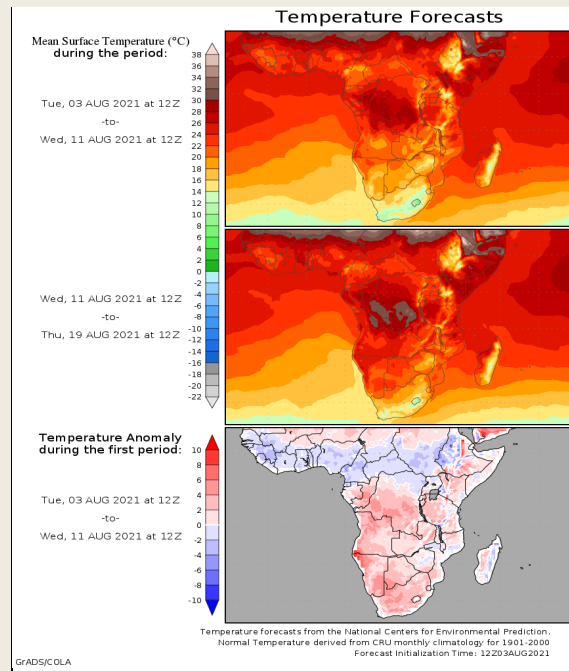 Temperature Forecasts
Mean Surface Temperature (°C)
during the period:
Tue, 03 AUG 2021 at 12Z
-to-
Wed, 11 AUG 2021 at 12Z
38
36
34
32
30
28
26
24
22
20
18
16
14
12
10
8
6
4
2
0
-2
-4
-6
-8
-10
-12
-14
-16
-18
-20
-22
Wed, 11 AUG 2021 at 12Z
-to-
Thu, 19 AUG 2021 at 12Z
Temperature Anomaly
during the first period:
Tue, 03 AUG 2021 at 12Z
-to-
Wed, 11 AUG 2021 at 12Z
10
8
6
4
2
0
-2
-4
-6
-8
-10
Temperature forecasts from the National Centers for Environmental Prediction.
Normal Temperature derived from CRU monthly climatology for 1901-2000
Forecast Initialization Time: 12Z03AUG2021
GrADS/COLA